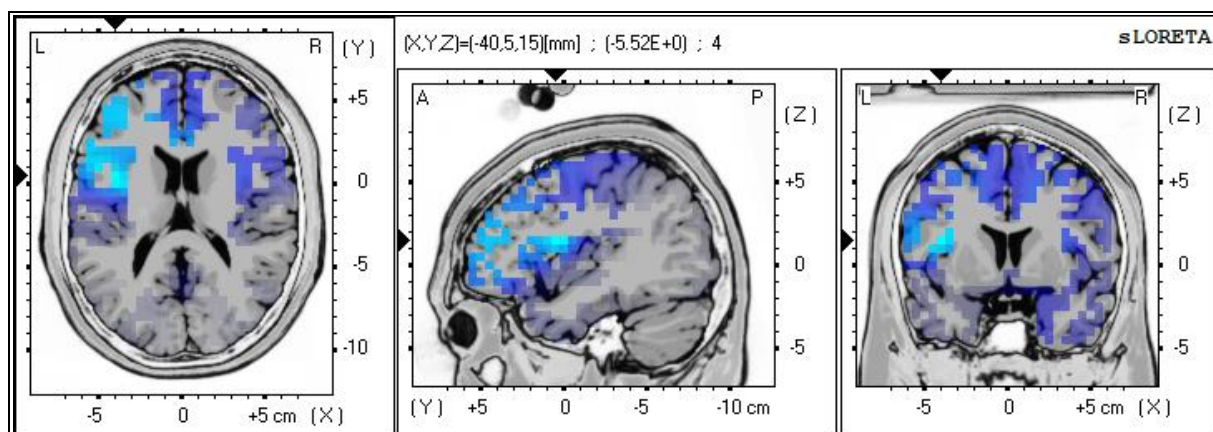 L R (Y)
+5
0
-5
-10
-5 0 +5 cm (X)
(X,Y,Z)=(-40,5,15)[mm] ; (-5.52E+0) ; 4
sLORETA
A P (Z)
+5
0
-5
(Y) +5 0 -5 -10 cm
L R (Z)
+5
0
-5
-5 0 +5 cm (X)